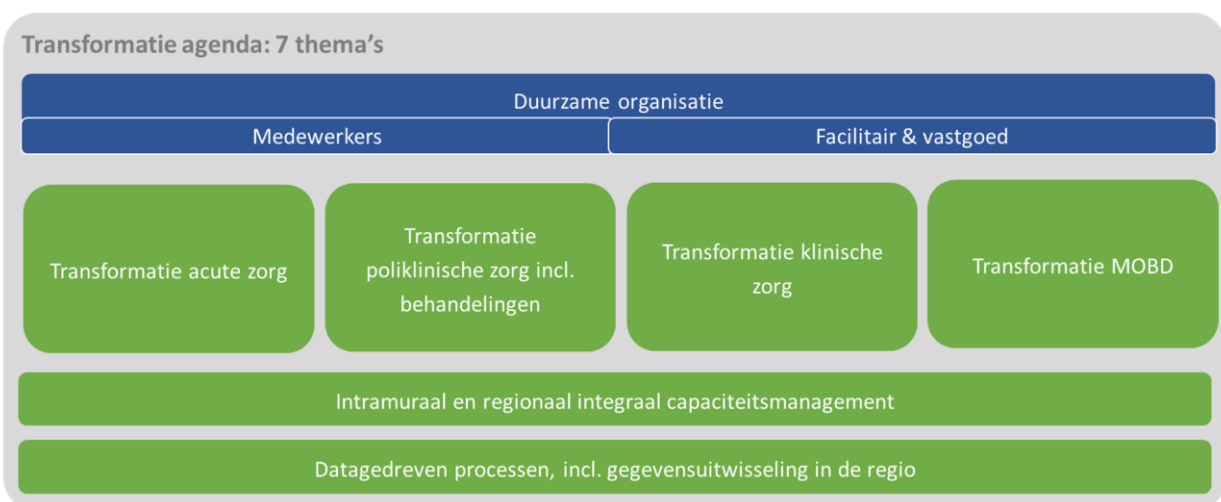 Transformatie agenda: 7 thema's
Duurzame organisatie
Medewerkers
Facilitair & vastgoed
Transformatie acute zorg
Transformatie
poliklinische zorg incl.
behandelingen
Transformatie klinische
zorg
Transformatie MOBD
Intramuraal en regionaal integraal capaciteitsmanagement
Datagedreven processen, incl. gegevensuitwisseling in de regio